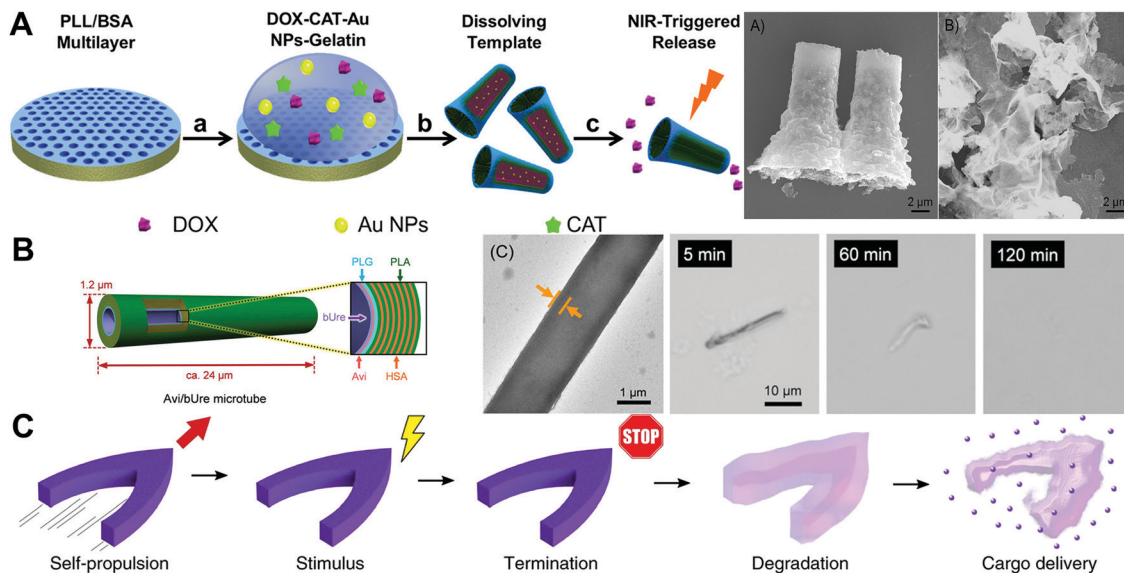 A
PLL/BSA
Multilayer
DOX-CAT-Au
NPs-Gelatin
Dissolving
Template
NIR-Triggered
Release
a
b
c
A)
2 µm
B)
2 µm
DOX
Au NPs
CAT
B
1.2 µm
ca. 24 µm
Avi/bUre microtube
PLG
PLA
bUre
Avi
HSA
(C)
1 µm
5 min
10 µm
60 min
120 min
C
STOP
Self-propulsion
Stimulus
Termination
Degradation
Cargo delivery